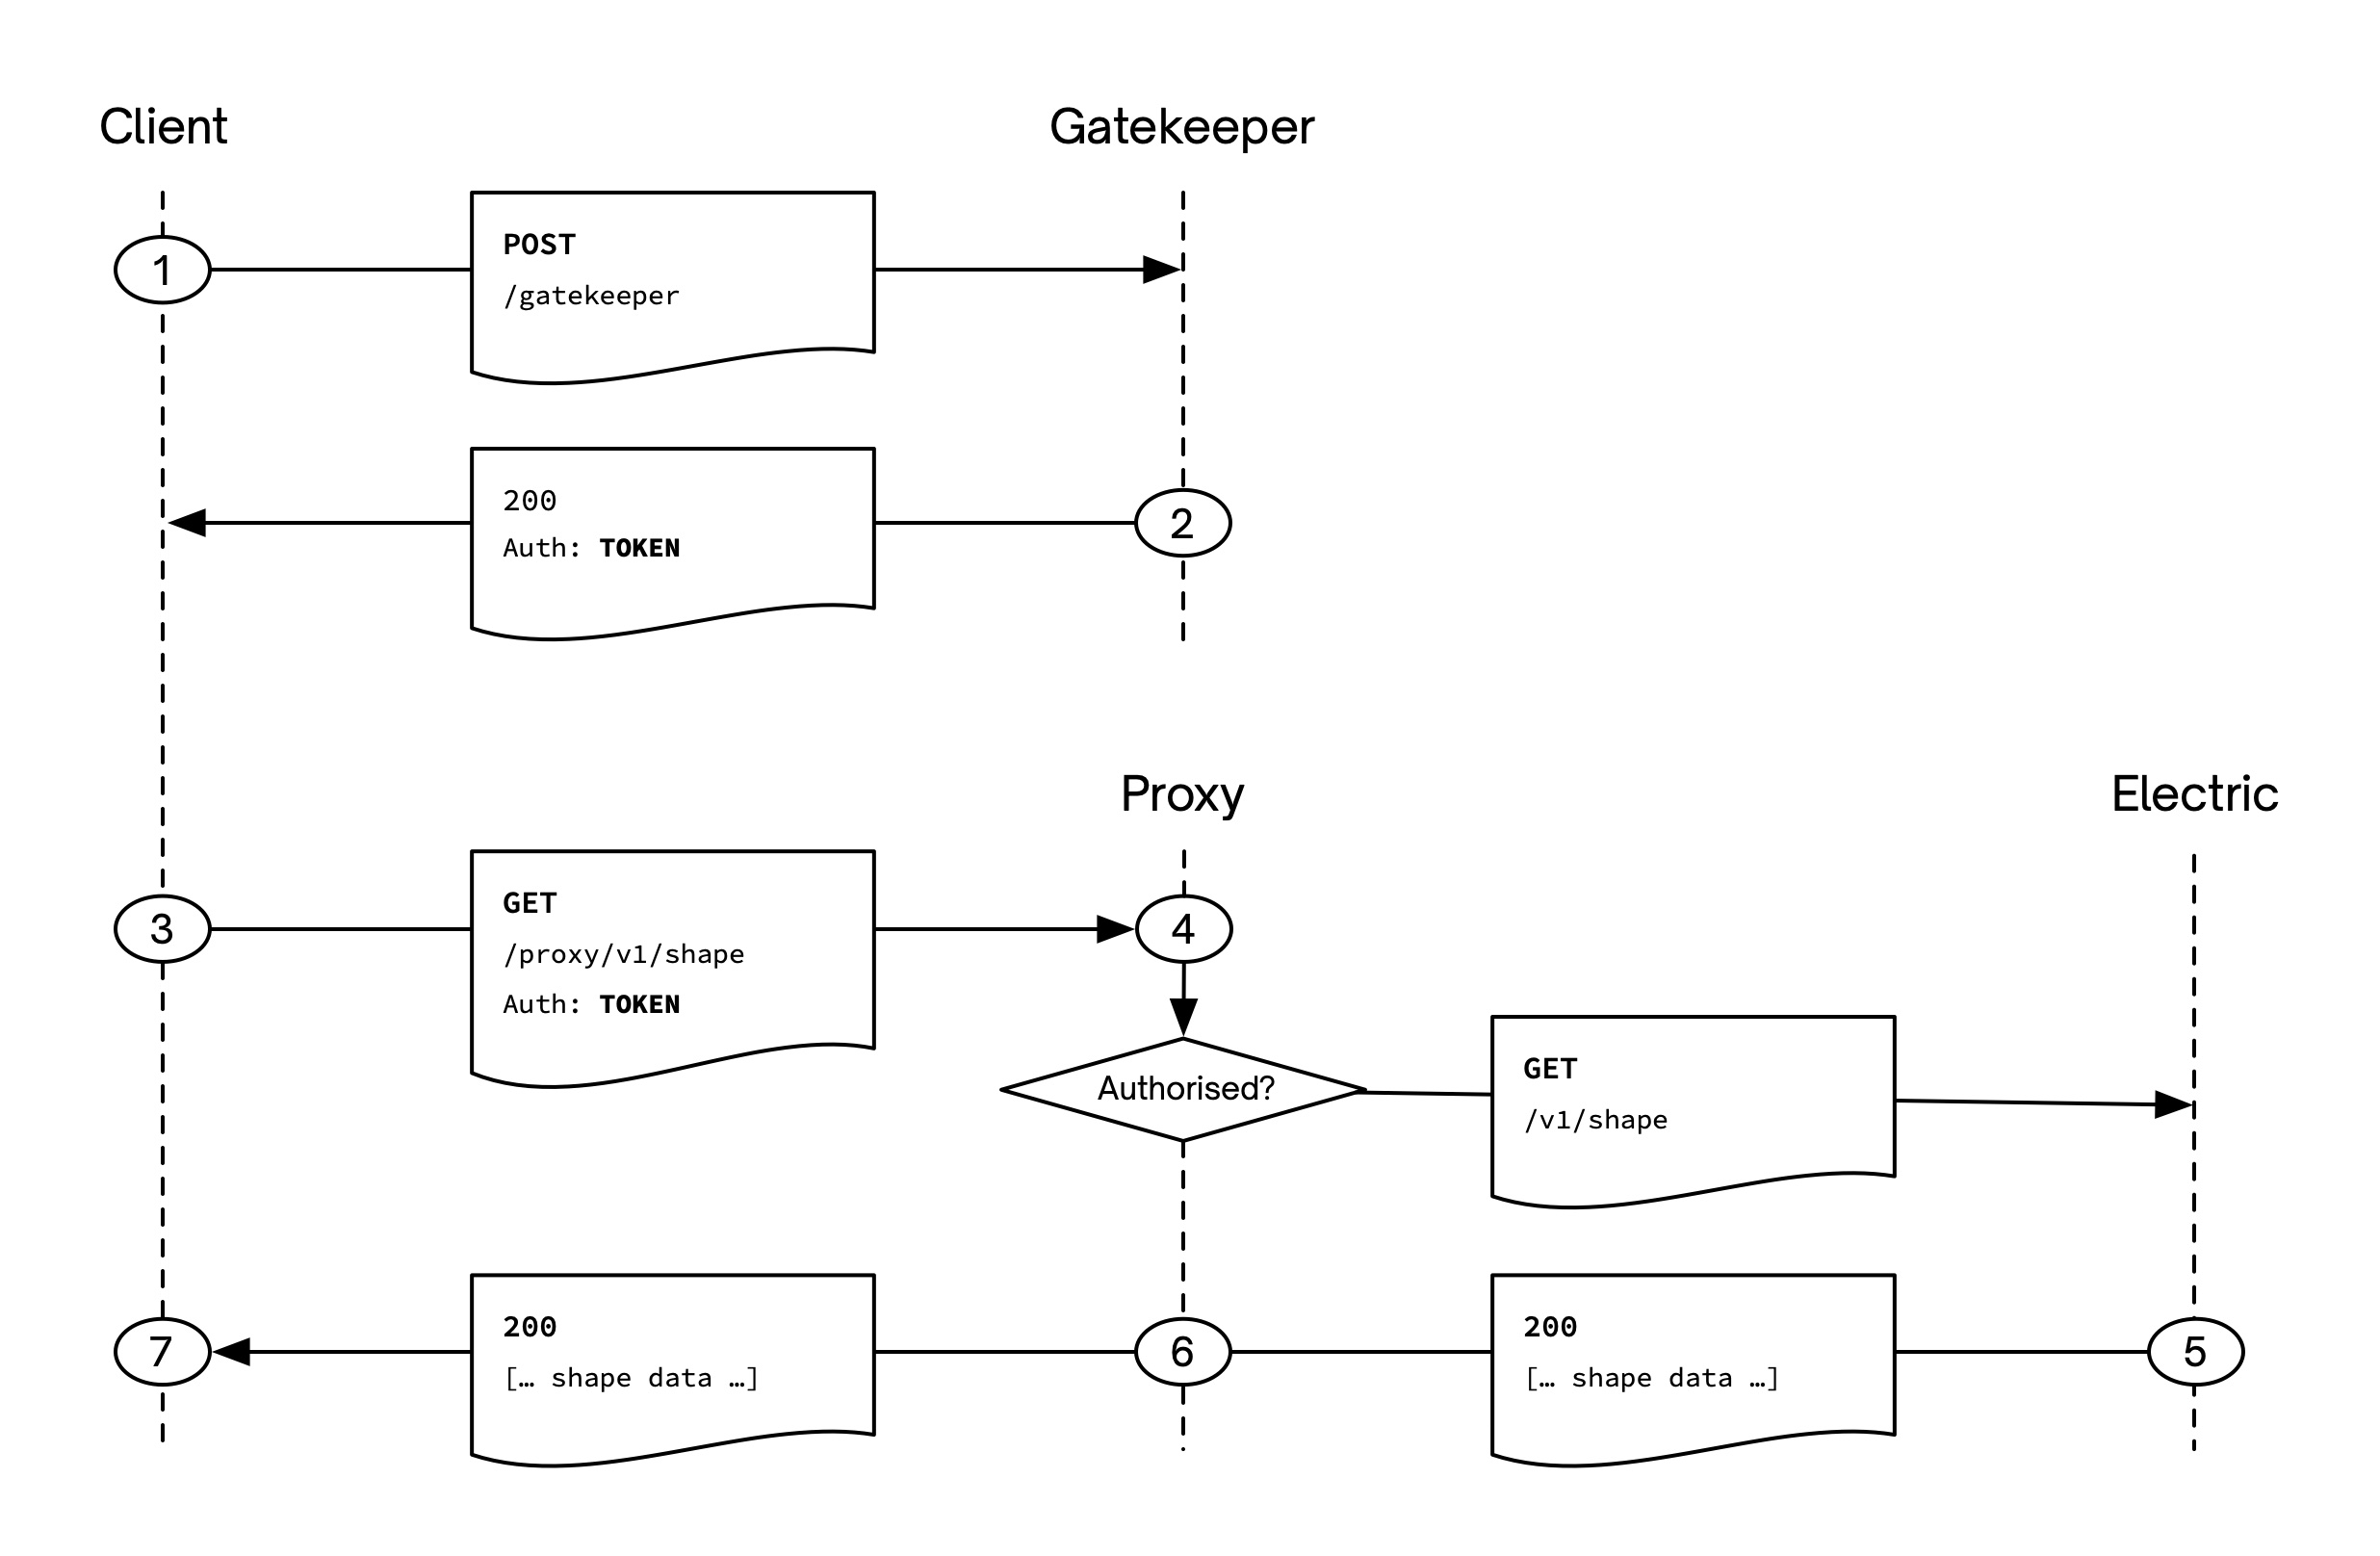 Client
Gatekeeper
1
POST
/gatekeeper
200
Auth: TOKEN
2
Proxy
Electric
3
GET
/proxy/v1/shape
Auth: TOKEN
4
Authorised?
GET
/v1/shape
7
200
[… shape data …]
6
200
[… shape data …]
5